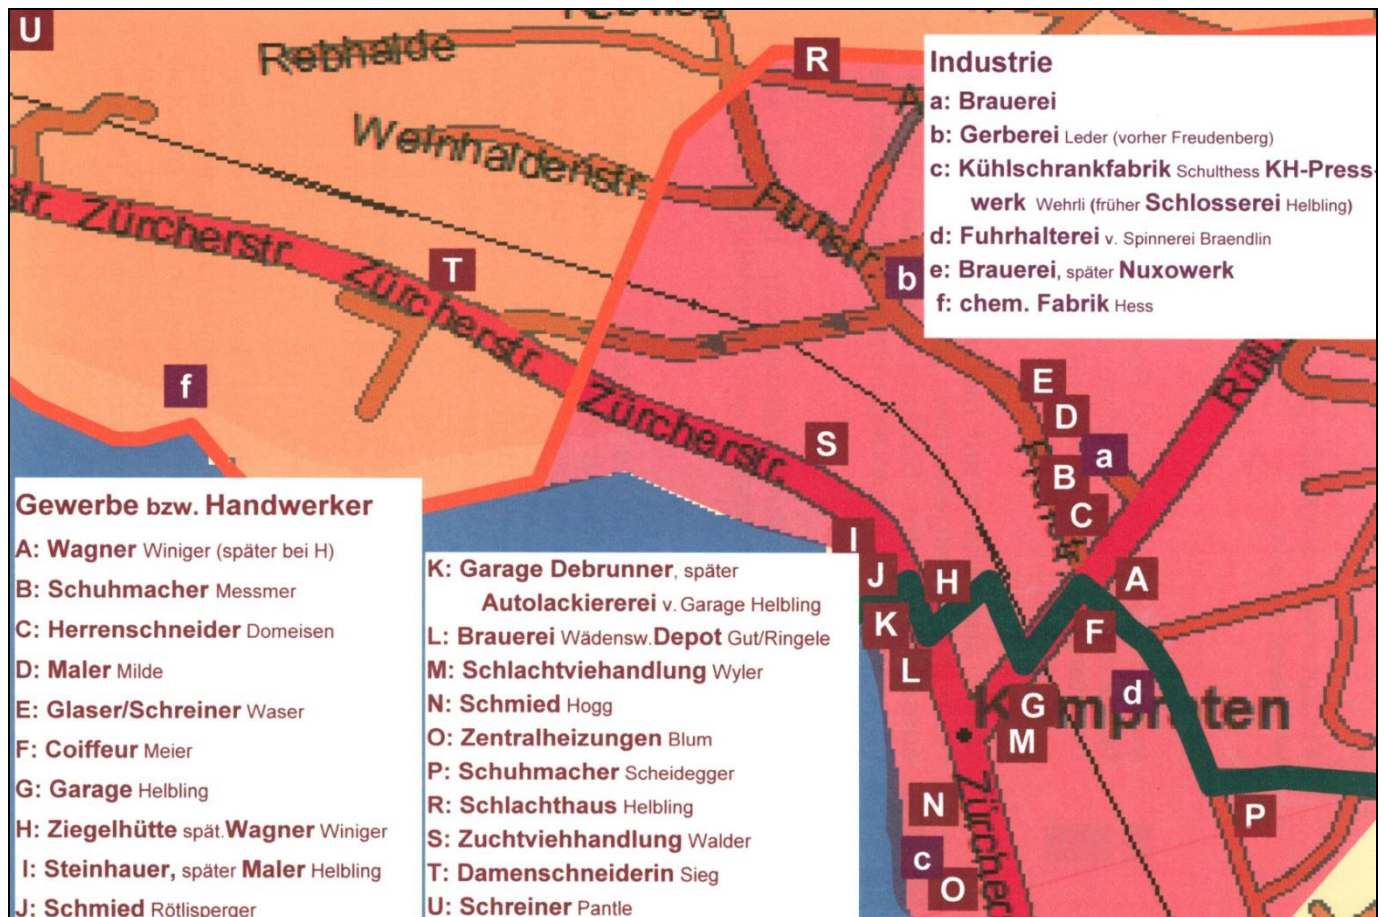 U
Rebhalde
R
Weinhaldenstr.
str. Zürcherstr.
T
Zürcherstr.
Fluhstr.
b
f
Zürcherstr.
S
E
D
a
B
C
I
J
H
A
K
F
L
d
G
Kempraten
M
N
P
c
O
Zürcher
Industrie
a: Brauerei
b: Gerberei Leder (vorher Freudenberg)
c: Kühlschrankfabrik Schulthess KH-Press-
werk Wehrli (früher Schlosserei Helbling)
d: Fuhrhalterei v. Spinnerei Braendlin
e: Brauerei, später Nuxowerk
f: chem. Fabrik Hess
Gewerbe bzw. Handwerker
A: Wagner Winiger (später bei H)
B: Schuhmacher Messmer
C: Herrenschneider Domeisen
D: Maler Milde
E: Glaser/Schreiner Waser
F: Coiffeur Meier
G: Garage Helbling
H: Ziegelhütte spät.Wagner Winiger
I: Steinhauer, später Maler Helbling
J: Schmied Rötlisperger
K: Garage Debrunner, später
Autolackiererei v. Garage Helbling
L: Brauerei Wädensw.Depot Gut/Ringele
M: Schlachtviehandlung Wyler
N: Schmied Hogg
O: Zentralheizungen Blum
P: Schuhmacher Scheidegger
R: Schlachthaus Helbling
S: Zuchtviehhandlung Walder
T: Damenschneiderin Sieg
U: Schreiner Pantle